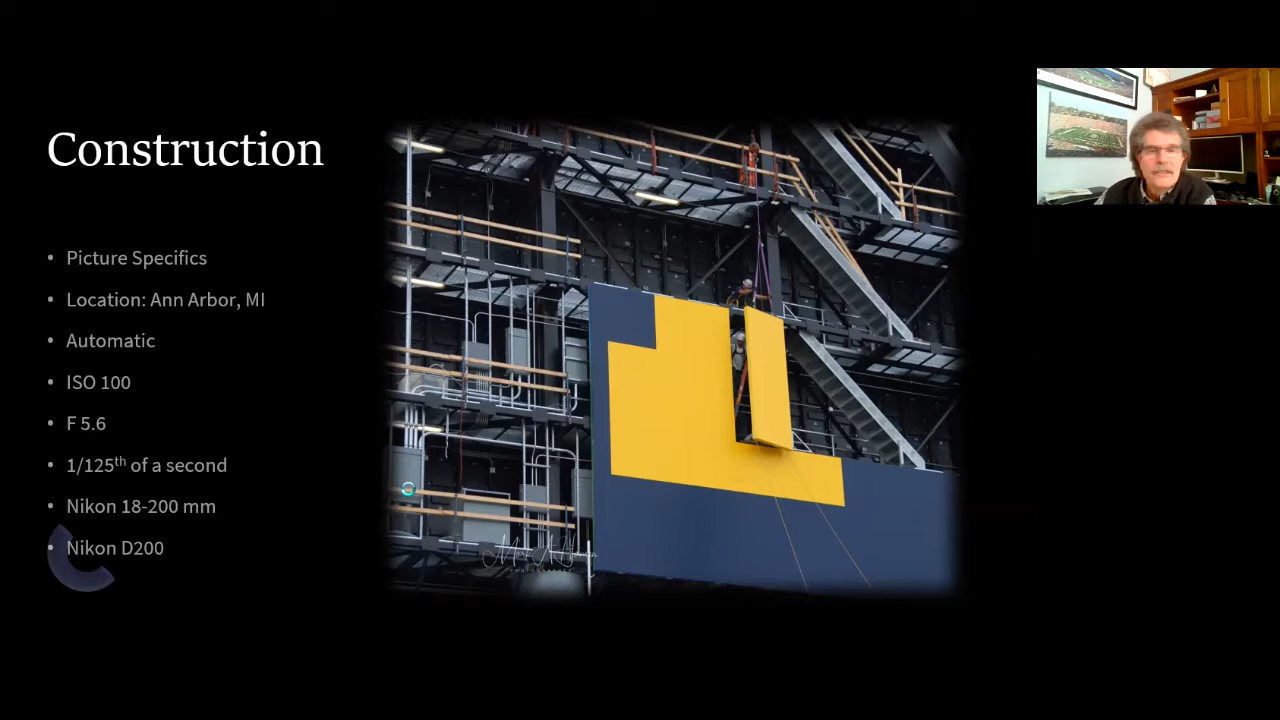 Construction
• Picture Specifics
• Location: Ann Arbor, MI
• Automatic
• ISO 100
• F 5.6
• 1/125th of a second
• Nikon 18-200 mm
• Nikon D200